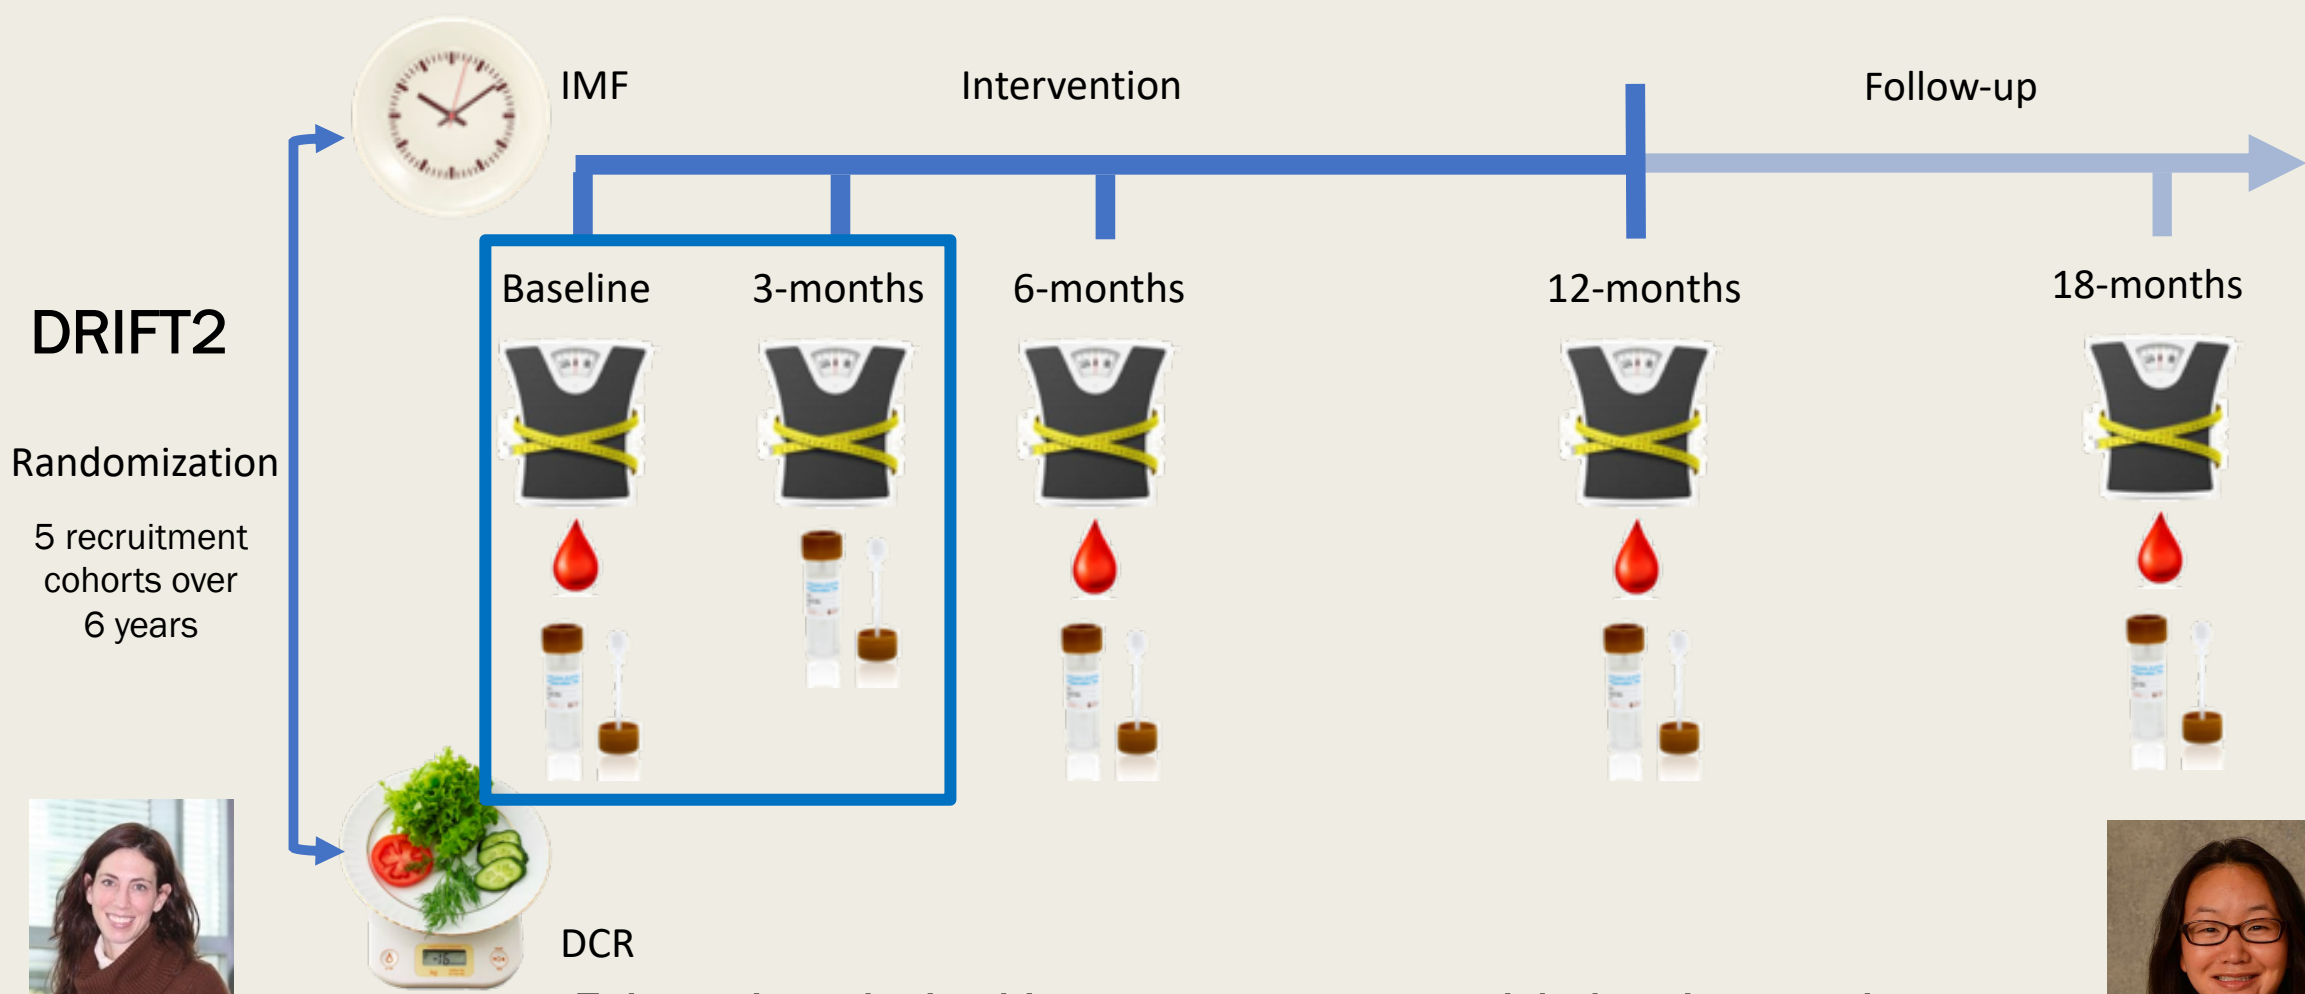 IMF
Intervention
Follow-up
Baseline
3-months
6-months
12-months
18-months
DRIFT2
Randomization
5 recruitment
cohorts over
6 years
DCR